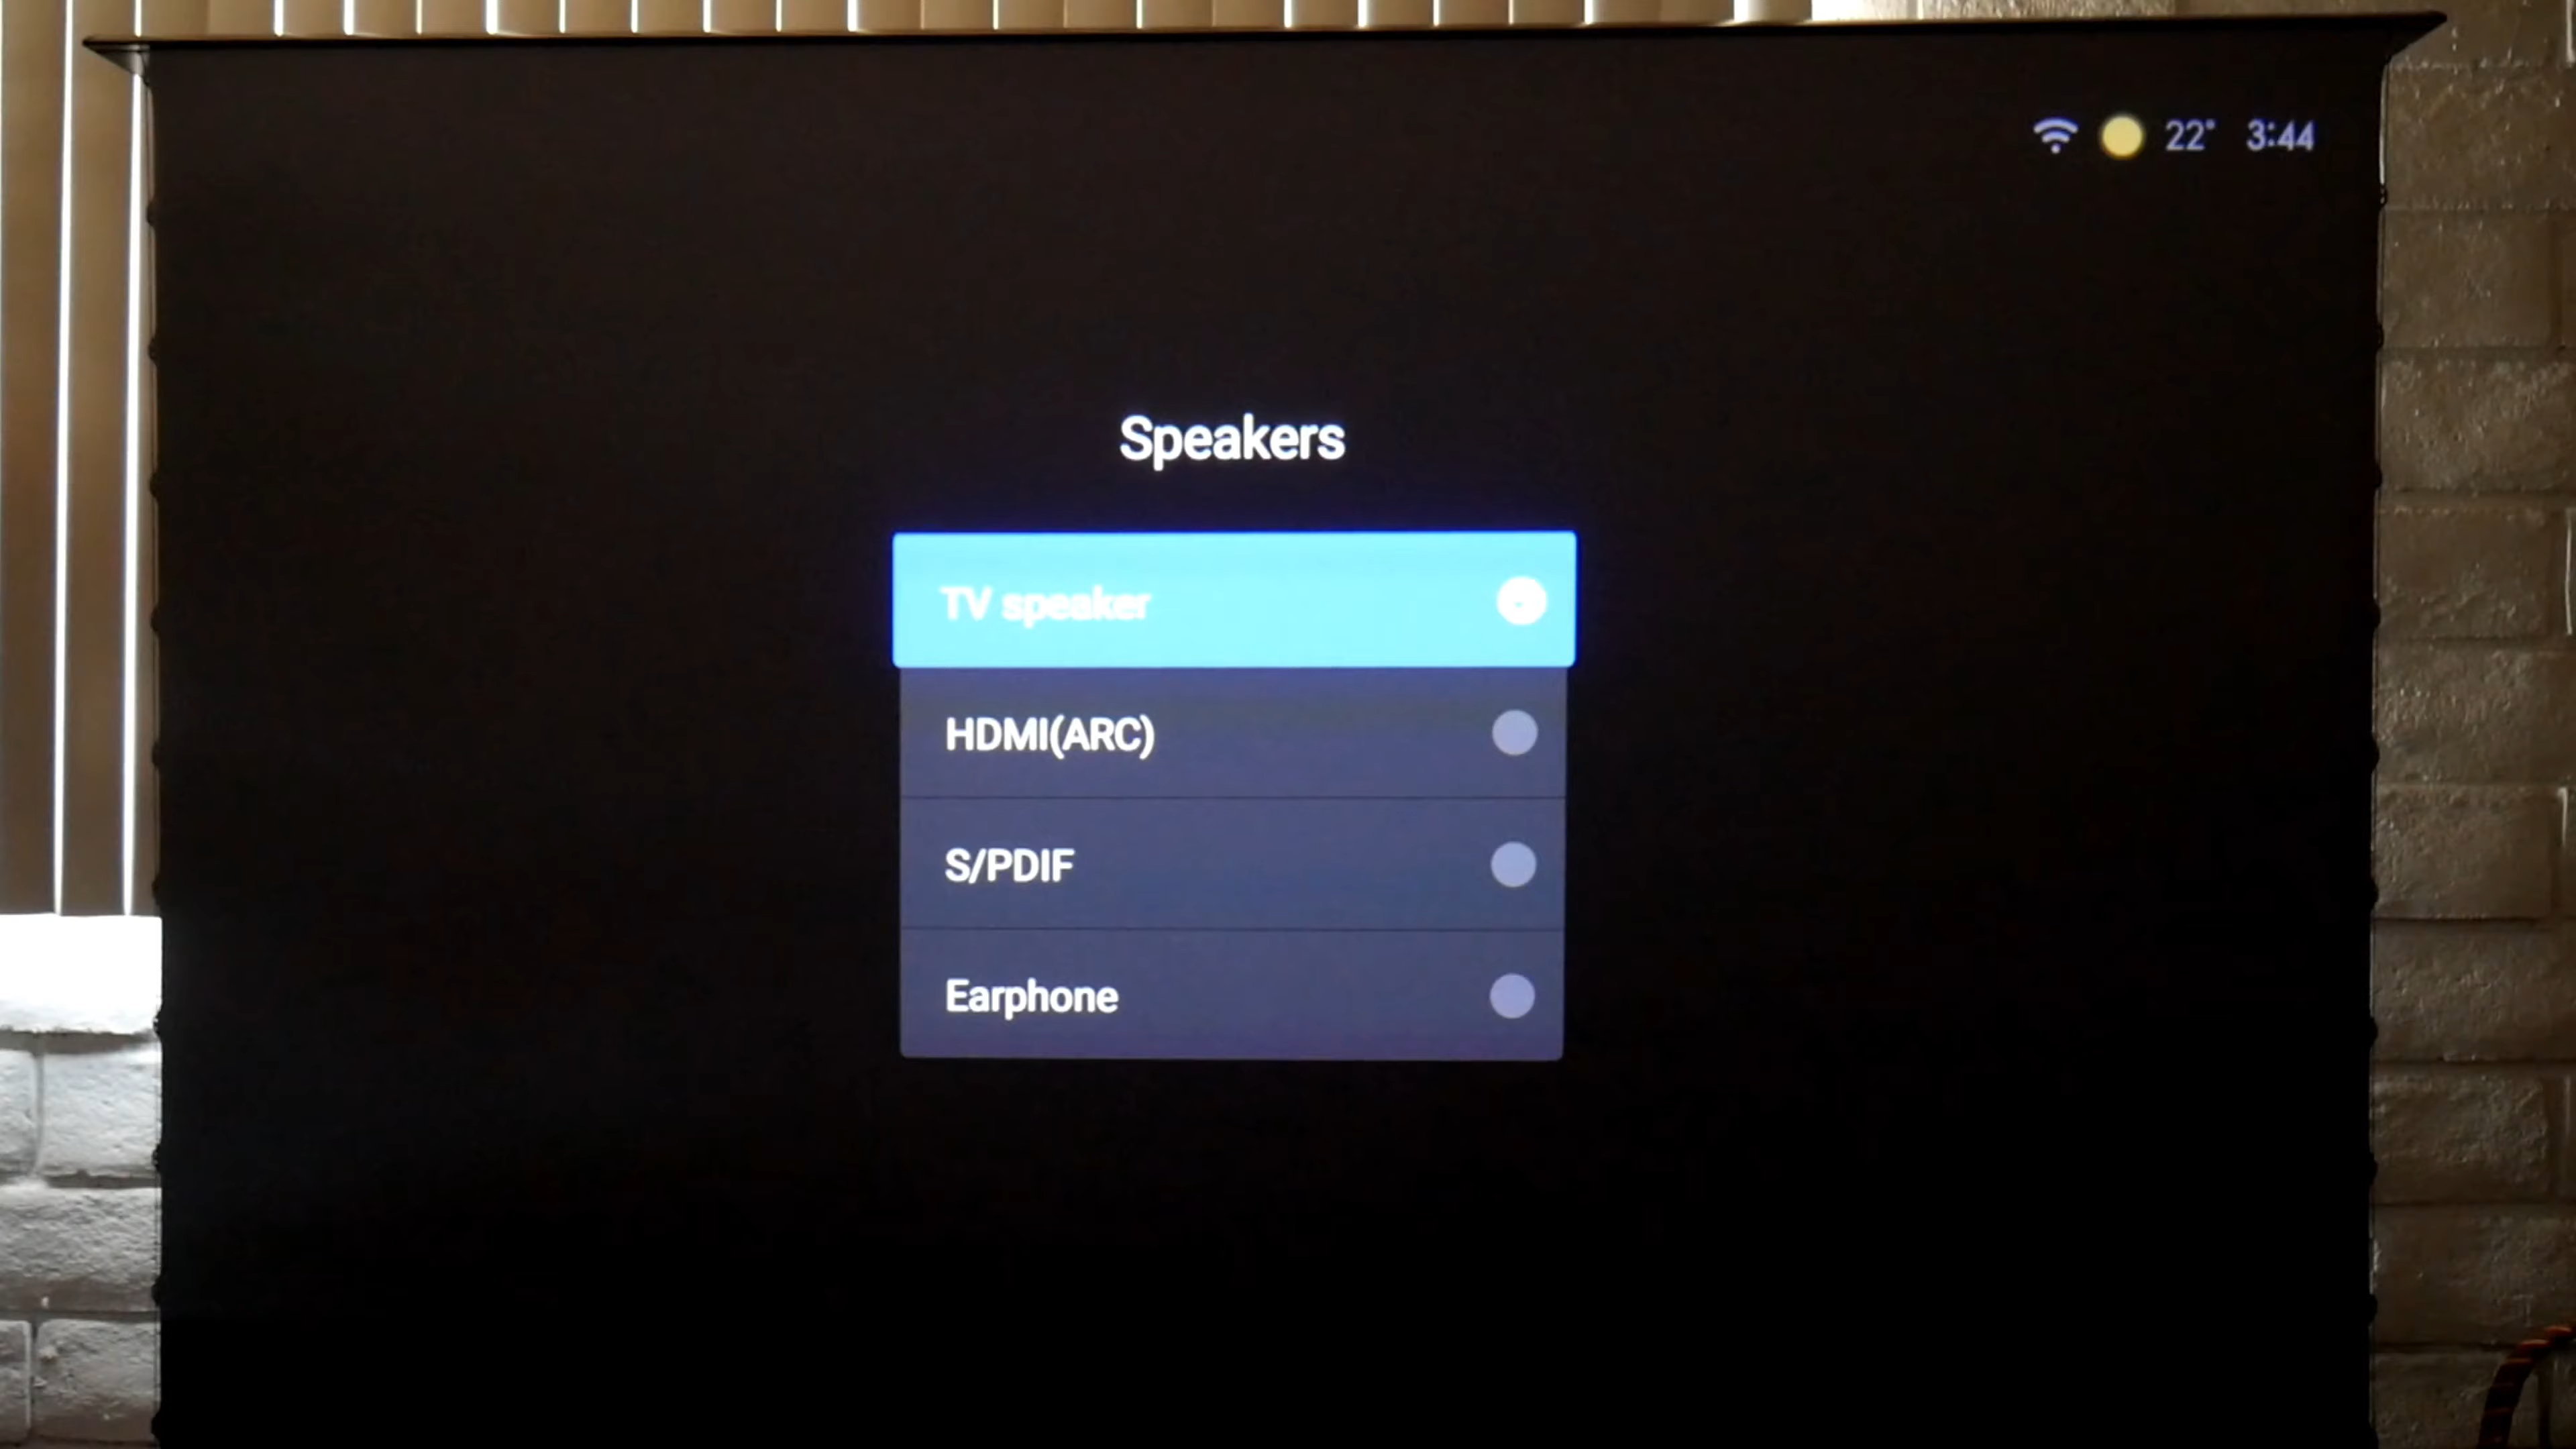 22° 3:44
Speakers
TV speaker
HDMI(ARC)
S/PDIF
Earphone